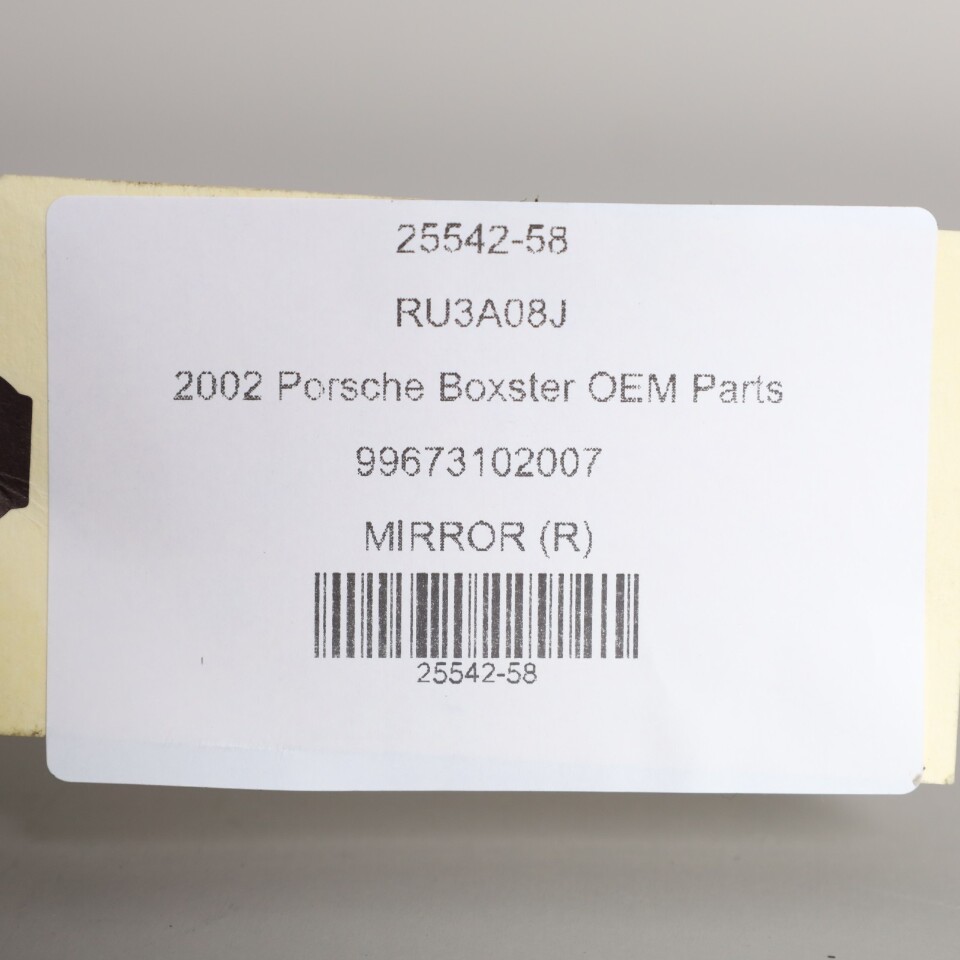 25542-58
RU3A08J
2002 Porsche Boxster OEM Parts
99673102007
MIRROR (R)
25542-58